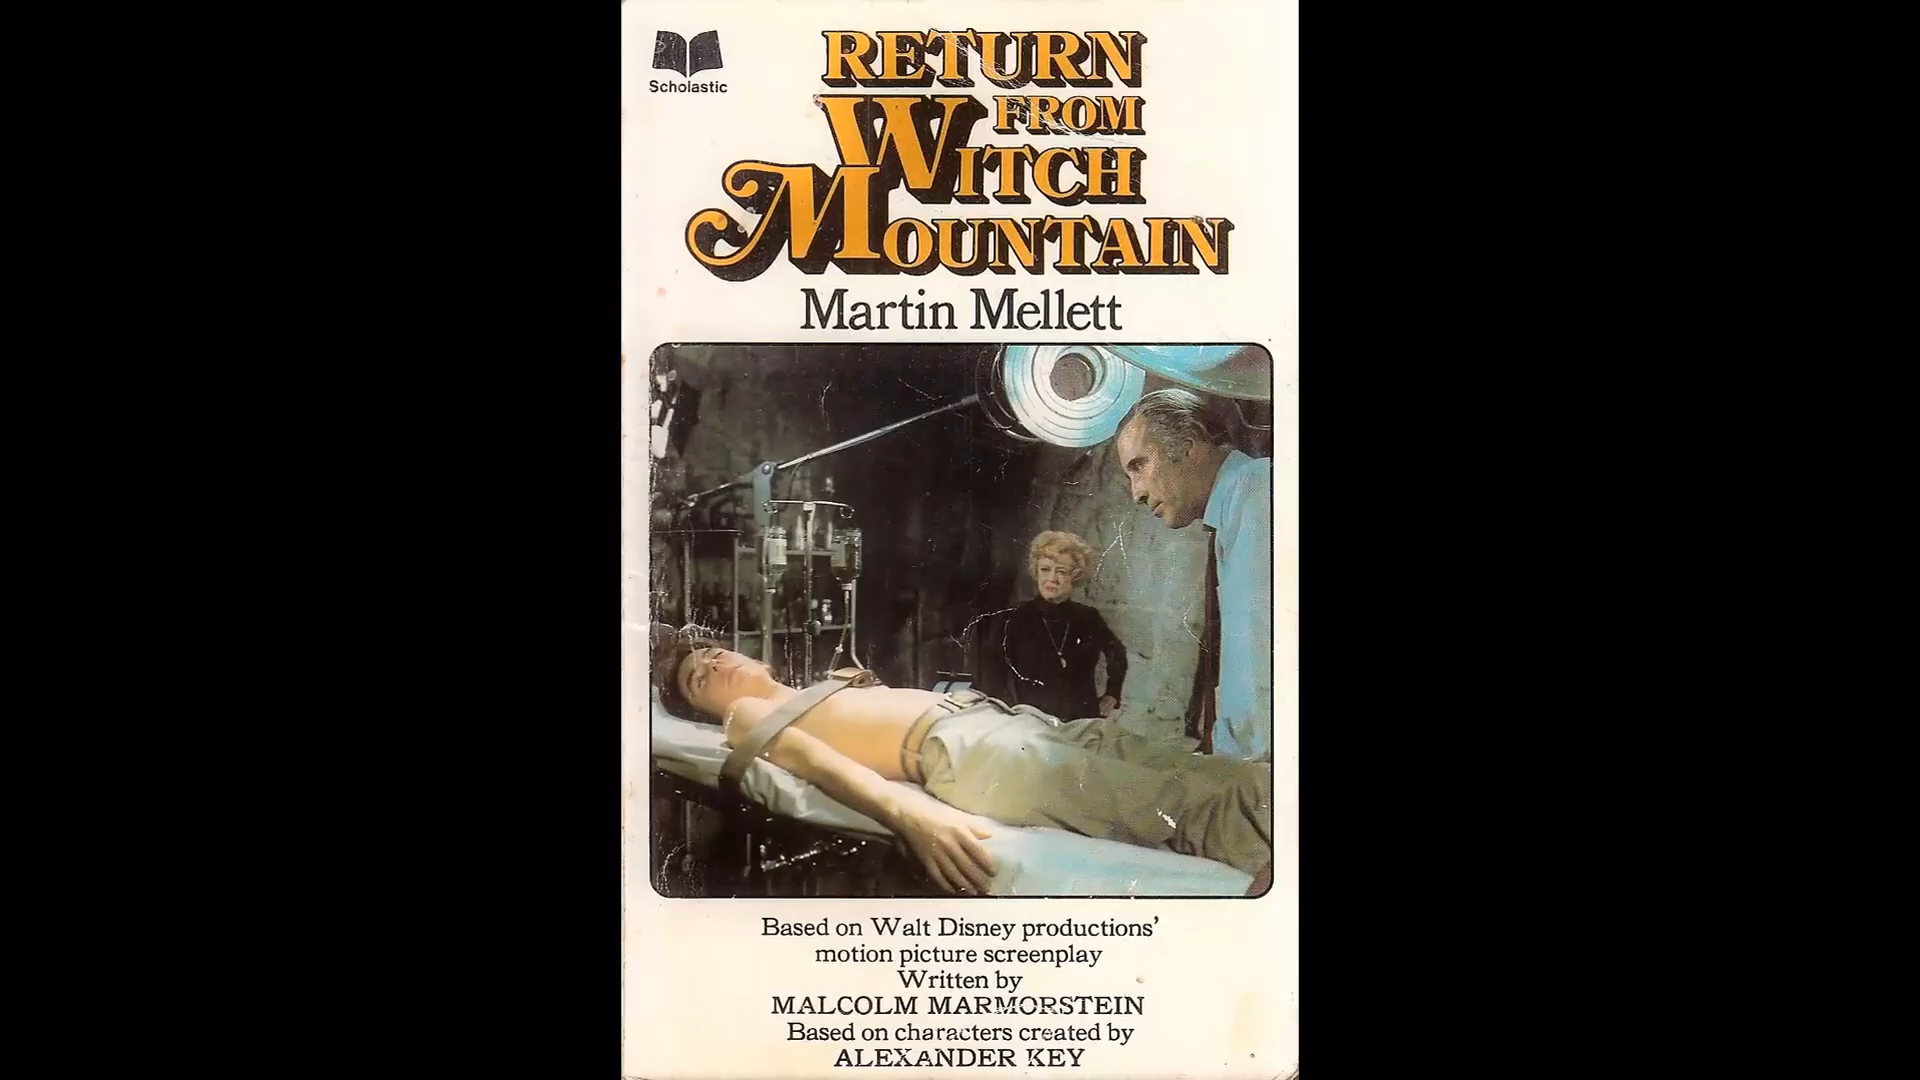 Scholastic
RETURN
FROM
WITCH
MOUNTAIN
Martin Mellett
Based on Walt Disney productions'
motion picture screenplay
Written by
MALCOLM MARMORSTEIN
Based on characters created by
ALEXANDER KEY